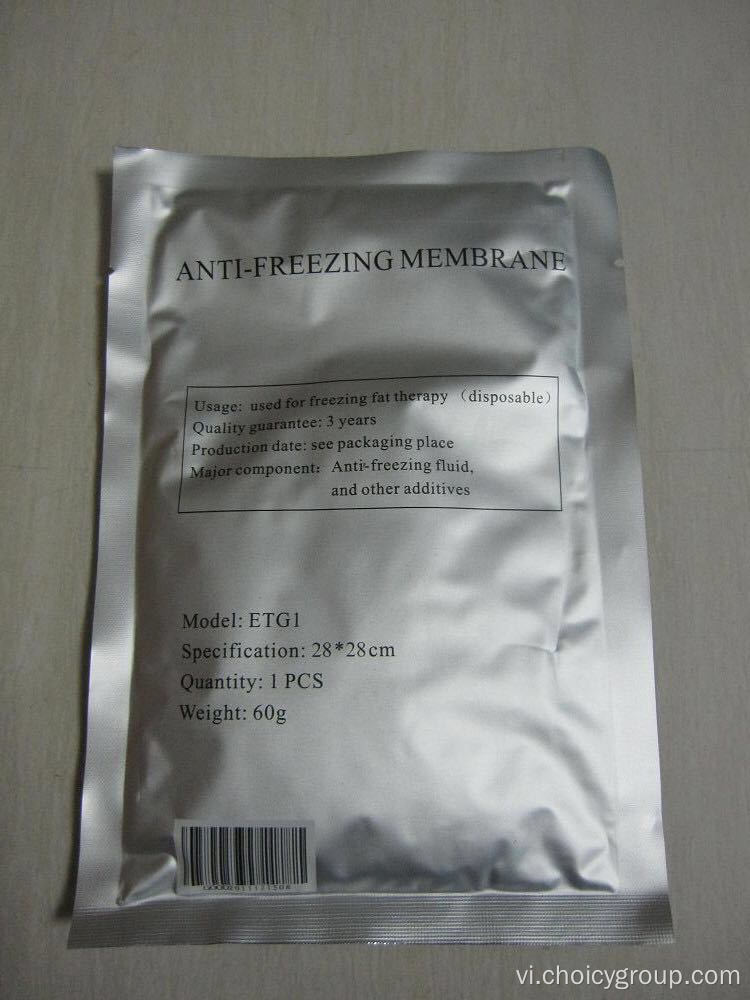 ANTI-FREEZING MEMBRANE
Usage: used for freezing fat therapy （disposable）
Quality guarantee: 3 years
Production date: see packaging place
Major component： Anti-freezing fluid,
and other additives
Model: ETG1
Specification: 28*28cm
Quantity: 1 PCS
Weight: 60g
vi.choicygroup.com